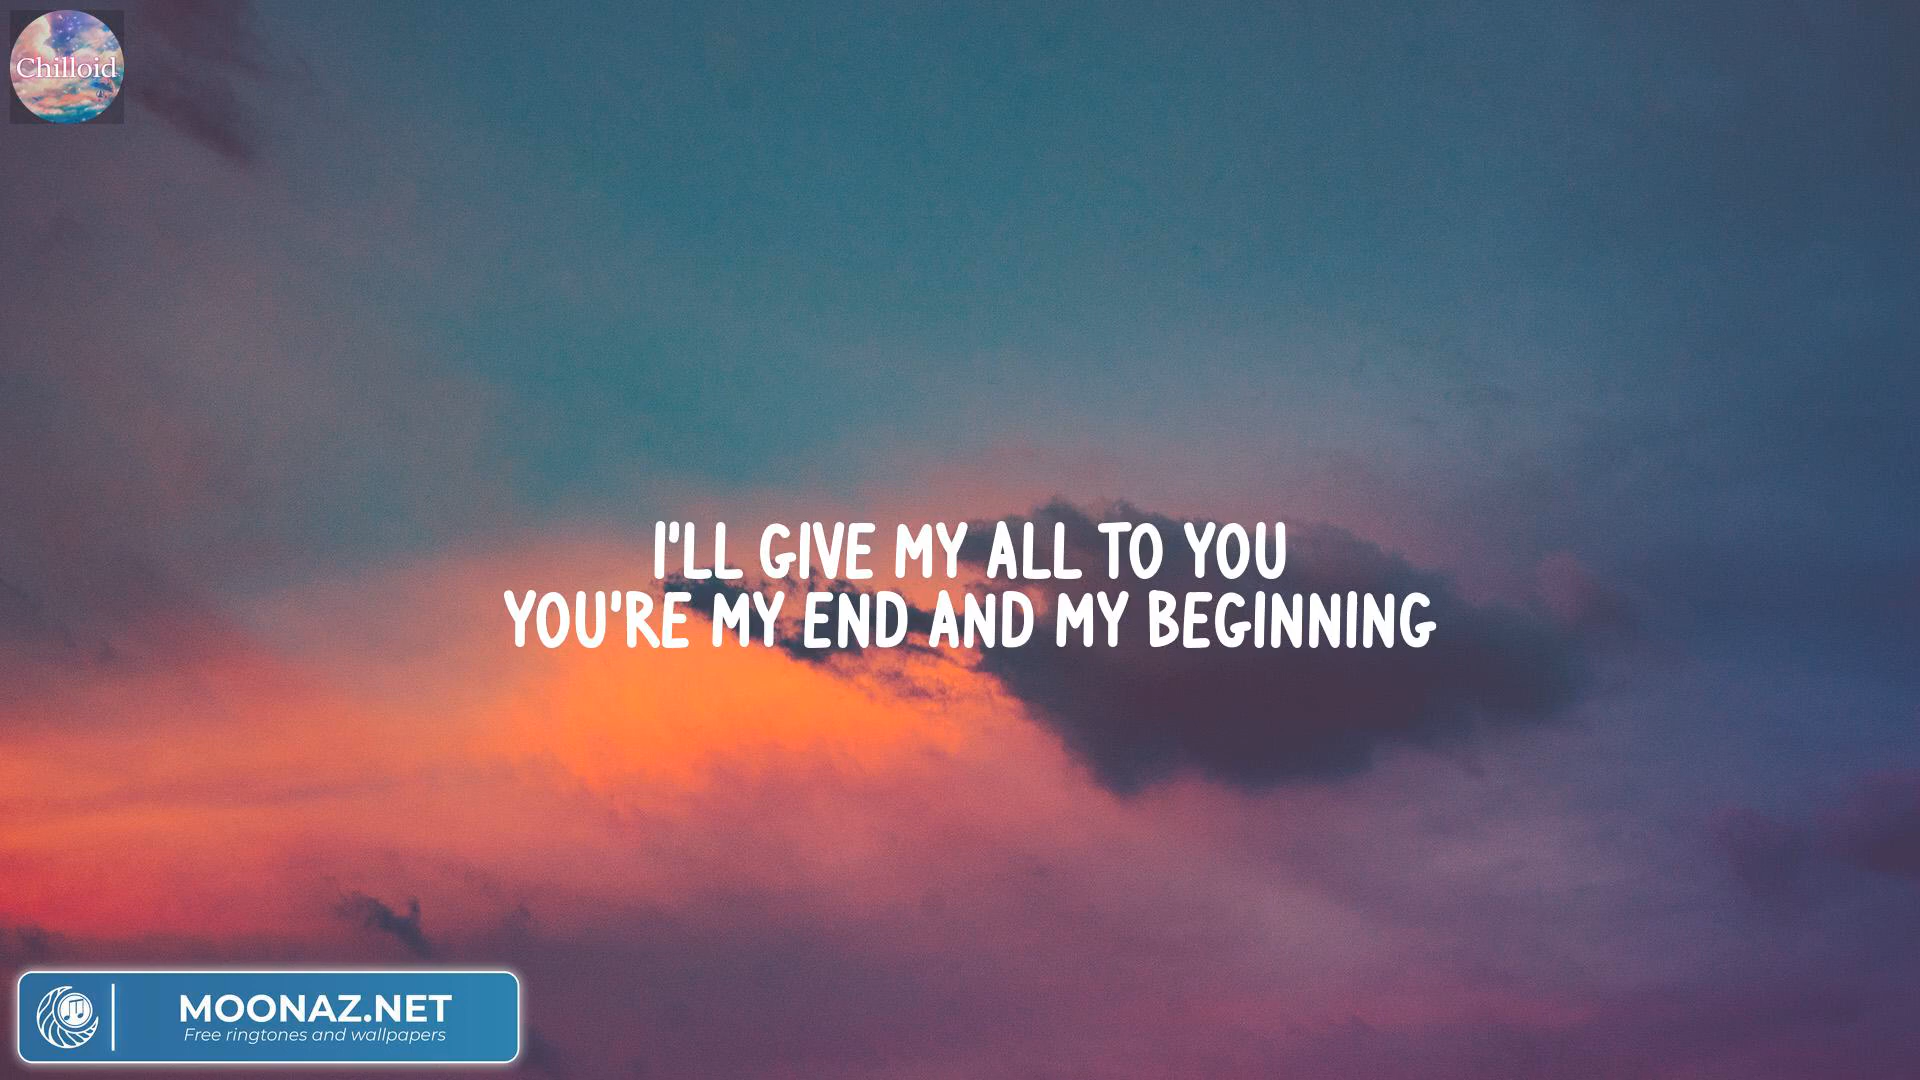 Chilloid
I'LL GIVE MY ALL TO YOU
YOU'RE MY END AND MY BEGINNING
MOONAZ.NET
Free ringtones and wallpapers